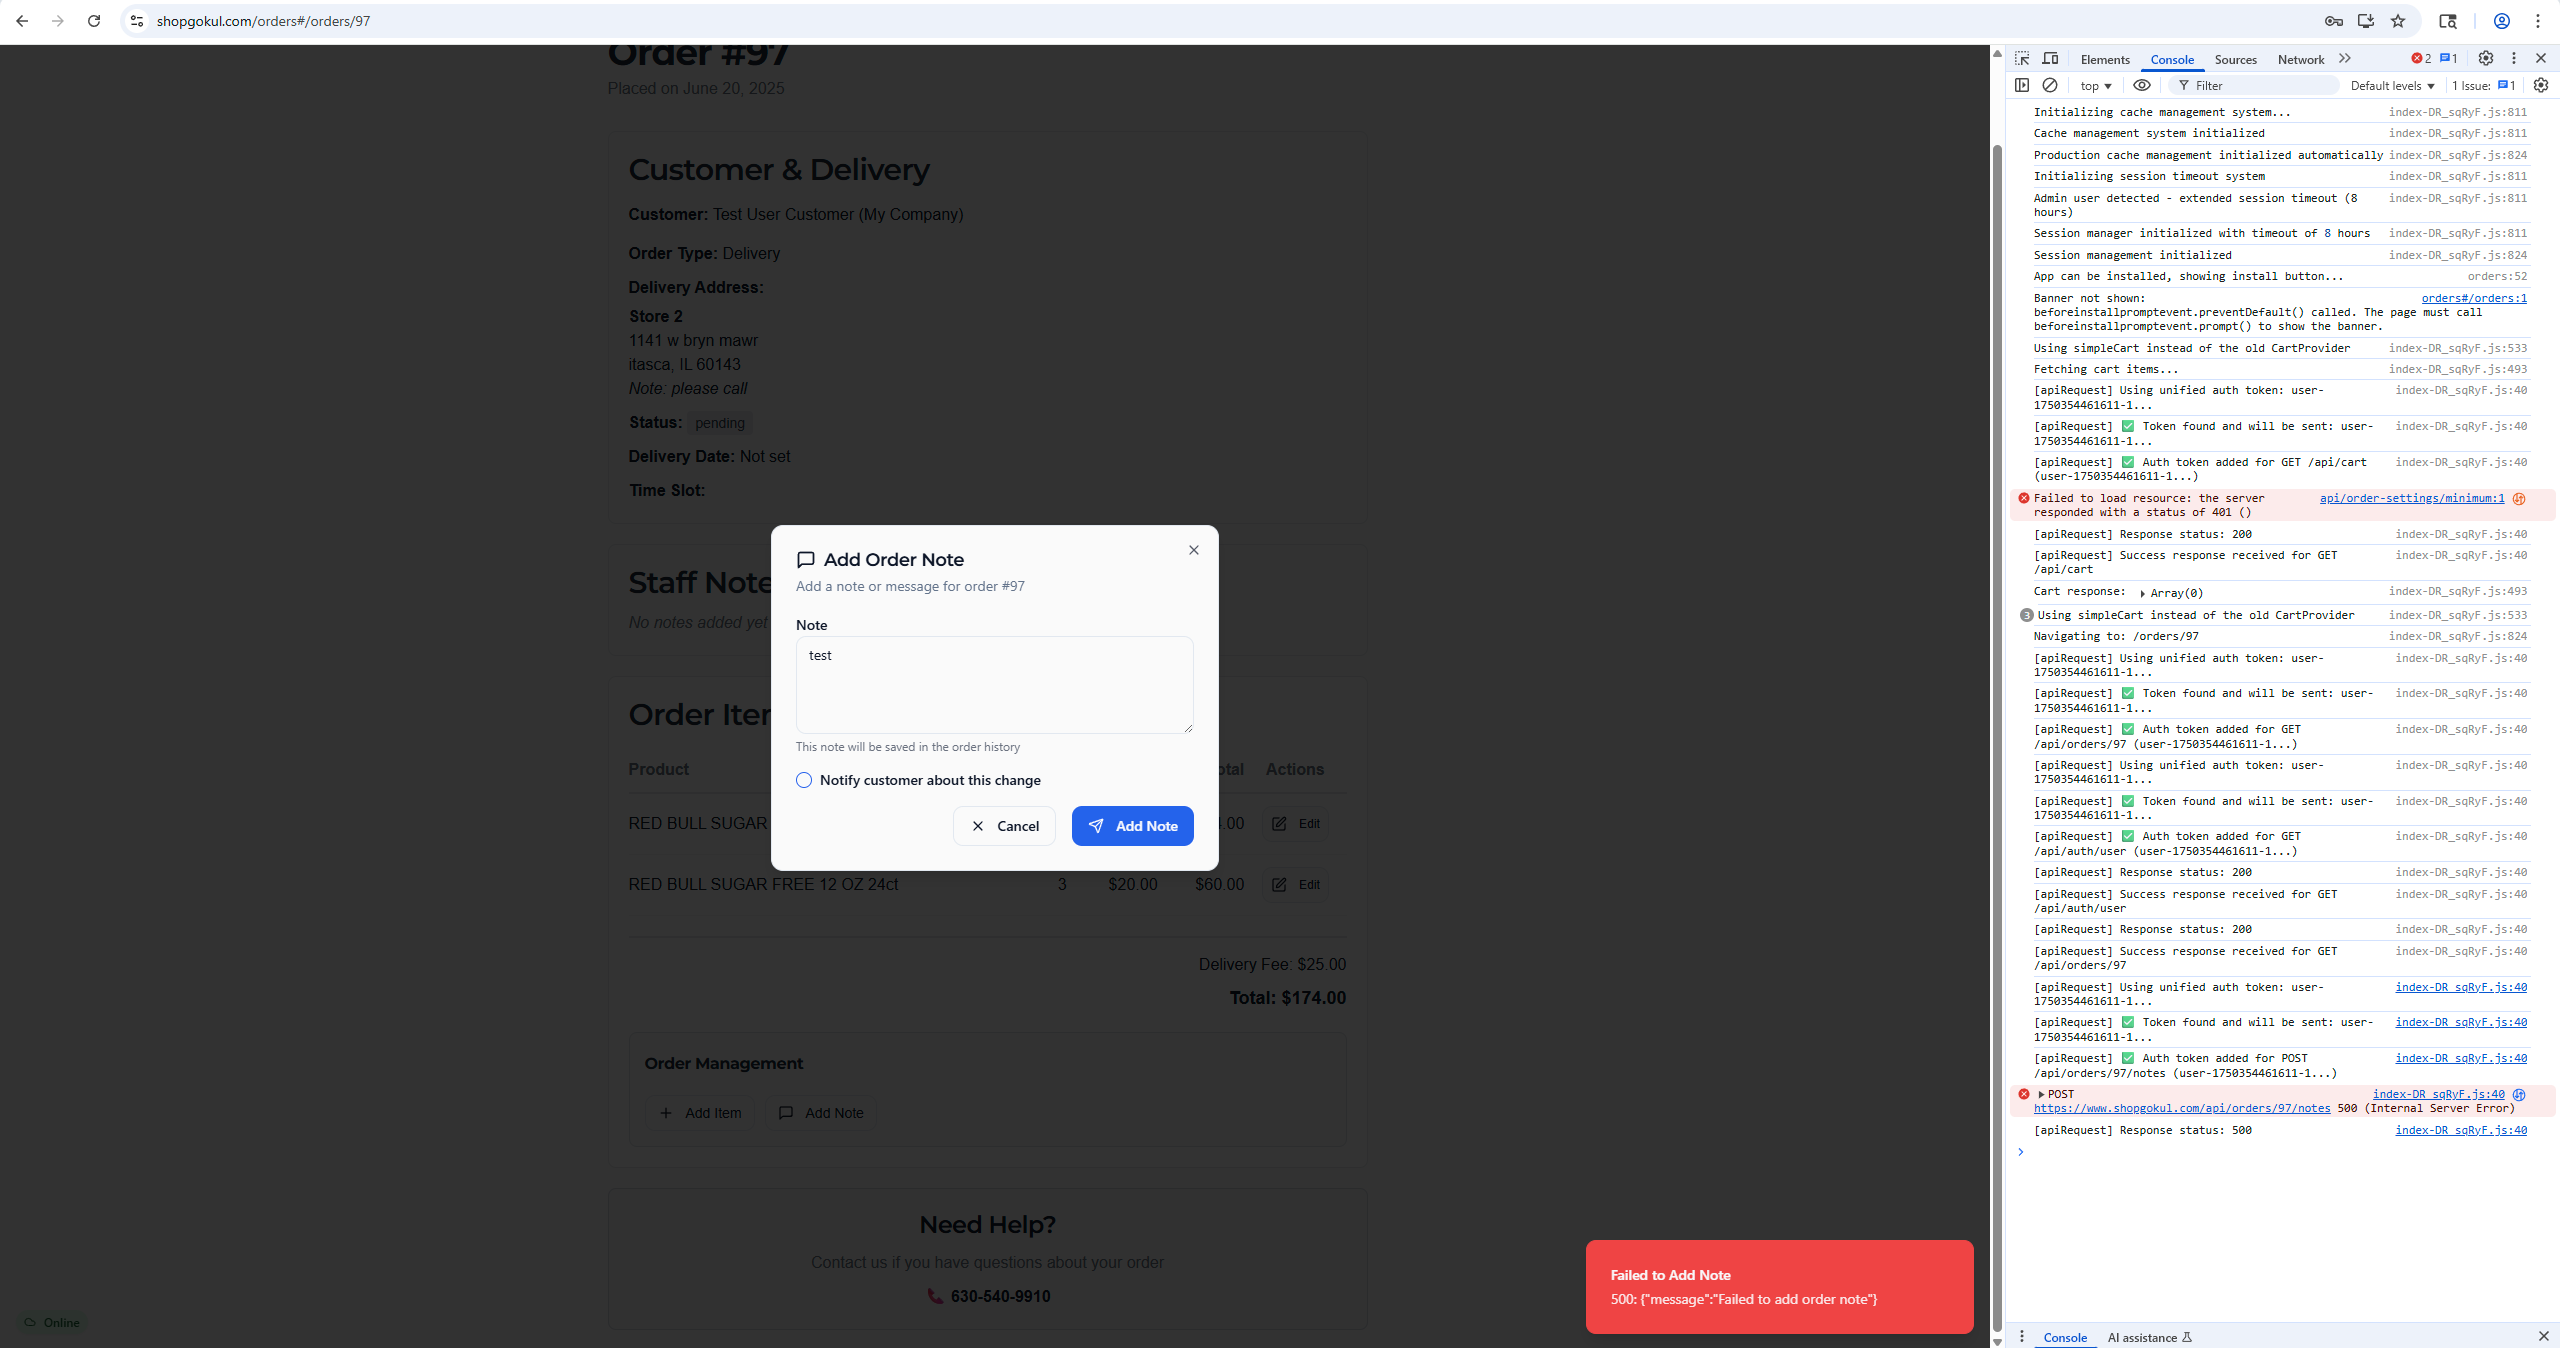 shopgokul.com/orders#/orders/97
Order #97
Placed on June 20, 2025
Customer & Delivery
Customer: Test User Customer (My Company)
Order Type: Delivery
Delivery Address:
Store 2
1141 w bryn mawr
itasca, IL 60143
Note: please call
Status: pending
Delivery Date: Not set
Time Slot:
Staff Note
No notes added yet
Add Order Note
Add a note or message for order #97
Note
test
This note will be saved in the order history
Notify customer about this change
Cancel
Add Note
Order Iter
Product otal Actions
RED BULL SUGAR .00 Edit
RED BULL SUGAR FREE 12 OZ 24ct 3 $20.00 $60.00 Edit
Delivery Fee: $25.00
Total: $174.00
Order Management
Add Item
Add Note
Need Help?
Contact us if you have questions about your order
630-540-9910
Online
Failed to Add Note
500: {"message":"Failed to add order note"}
Elements Console Sources Network 2 1
top Filter Default levels 1 Issue: 1
Initializing cache management system... index-DR_sqRyF.js:811
Cache management system initialized index-DR_sqRyF.js:811
Production cache management initialized automatically index-DR_sqRyF.js:824
Initializing session timeout system index-DR_sqRyF.js:811
Admin user detected - extended session timeout (8 index-DR_sqRyF.js:811
hours)
Session manager initialized with timeout of 8 hours index-DR_sqRyF.js:811
Session management initialized index-DR_sqRyF.js:824
App can be installed, showing install button... orders:52
Banner not shown: orders#/orders:1
beforeinstallpromptevent.preventDefault() called. The page must call
beforeinstallpromptevent.prompt() to show the banner.
Using simpleCart instead of the old CartProvider index-DR_sqRyF.js:533
Fetching cart items... index-DR_sqRyF.js:493
[apiRequest] Using unified auth token: user- index-DR_sqRyF.js:40
1750354461611-1...
[apiRequest] ✅ Token found and will be sent: user- index-DR_sqRyF.js:40
1750354461611-1...
[apiRequest] ✅ Auth token added for GET /api/cart index-DR_sqRyF.js:40
(user-1750354461611-1...)
Failed to load resource: the server api/order-settings/minimum:1
responded with a status of 401 ()
[apiRequest] Response status: 200 index-DR_sqRyF.js:40
[apiRequest] Success response received for GET index-DR_sqRyF.js:40
/api/cart
Cart response: Array(0) index-DR_sqRyF.js:493
3 Using simpleCart instead of the old CartProvider index-DR_sqRyF.js:533
Navigating to: /orders/97 index-DR_sqRyF.js:824
[apiRequest] Using unified auth token: user- index-DR_sqRyF.js:40
1750354461611-1...
[apiRequest] ✅ Token found and will be sent: user- index-DR_sqRyF.js:40
1750354461611-1...
[apiRequest] ✅ Auth token added for GET index-DR_sqRyF.js:40
/api/orders/97 (user-1750354461611-1...)
[apiRequest] Using unified auth token: user- index-DR_sqRyF.js:40
1750354461611-1...
[apiRequest] ✅ Token found and will be sent: user- index-DR_sqRyF.js:40
1750354461611-1...
[apiRequest] ✅ Auth token added for GET index-DR_sqRyF.js:40
/api/auth/user (user-1750354461611-1...)
[apiRequest] Response status: 200 index-DR_sqRyF.js:40
[apiRequest] Success response received for GET index-DR_sqRyF.js:40
/api/auth/user
[apiRequest] Response status: 200 index-DR_sqRyF.js:40
[apiRequest] Success response received for GET index-DR_sqRyF.js:40
/api/orders/97
[apiRequest] Using unified auth token: user- index-DR_sqRyF.js:40
1750354461611-1...
[apiRequest] ✅ Token found and will be sent: user- index-DR_sqRyF.js:40
1750354461611-1...
[apiRequest] ✅ Auth token added for POST index-DR_sqRyF.js:40
/api/orders/97/notes (user-1750354461611-1...)
POST index-DR_sqRyF.js:40
https://www.shopgokul.com/api/orders/97/notes 500 (Internal Server Error)
[apiRequest] Response status: 500 index-DR_sqRyF.js:40
Console AI assistance